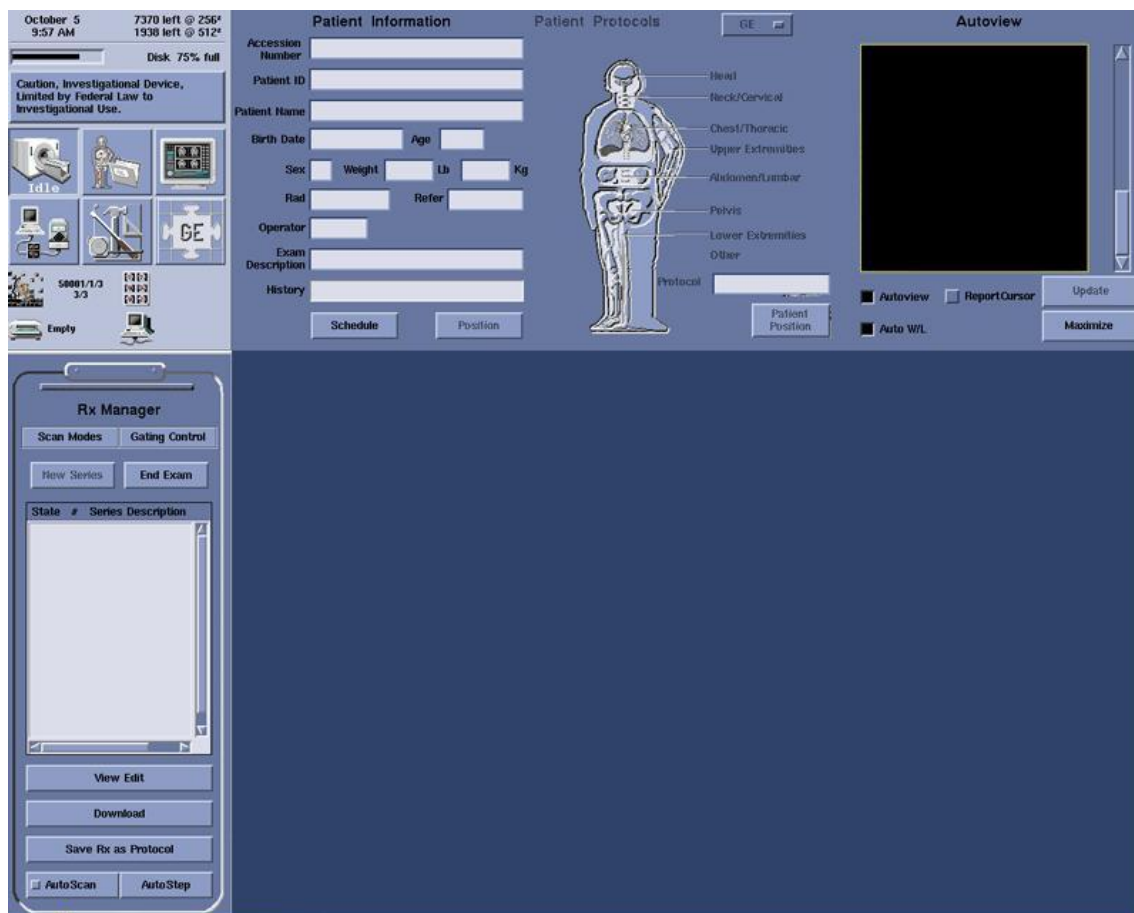 October 5
9:57 AM
7370 left @ 256²
1938 left @ 512²
Disk 75% full
Caution, Investigational Device,
Limited by Federal Law to
Investigational Use.
Idle
GE
50001/1/3
3/3
Empty
Patient Information
Accession
Number
Patient ID
Patient Name
Birth Date
Age
Sex
Weight
Lb
Kg
Rad
Refer
Operator
Exam
Description
History
Schedule
Position
Patient Protocols
GE
Head
Neck/Cervical
Chest/Thoracic
Upper Extremities
Abdomen/Lumbar
Pelvis
Lower Extremities
Other
Protocol
Patient
Position
Autoview
Autoview
ReportCursor
Update
Auto W/L
Maximize
Rx Manager
Scan Modes
Gating Control
New Series
End Exam
State # Series Description
View Edit
Download
Save Rx as Protocol
AutoScan
AutoStep